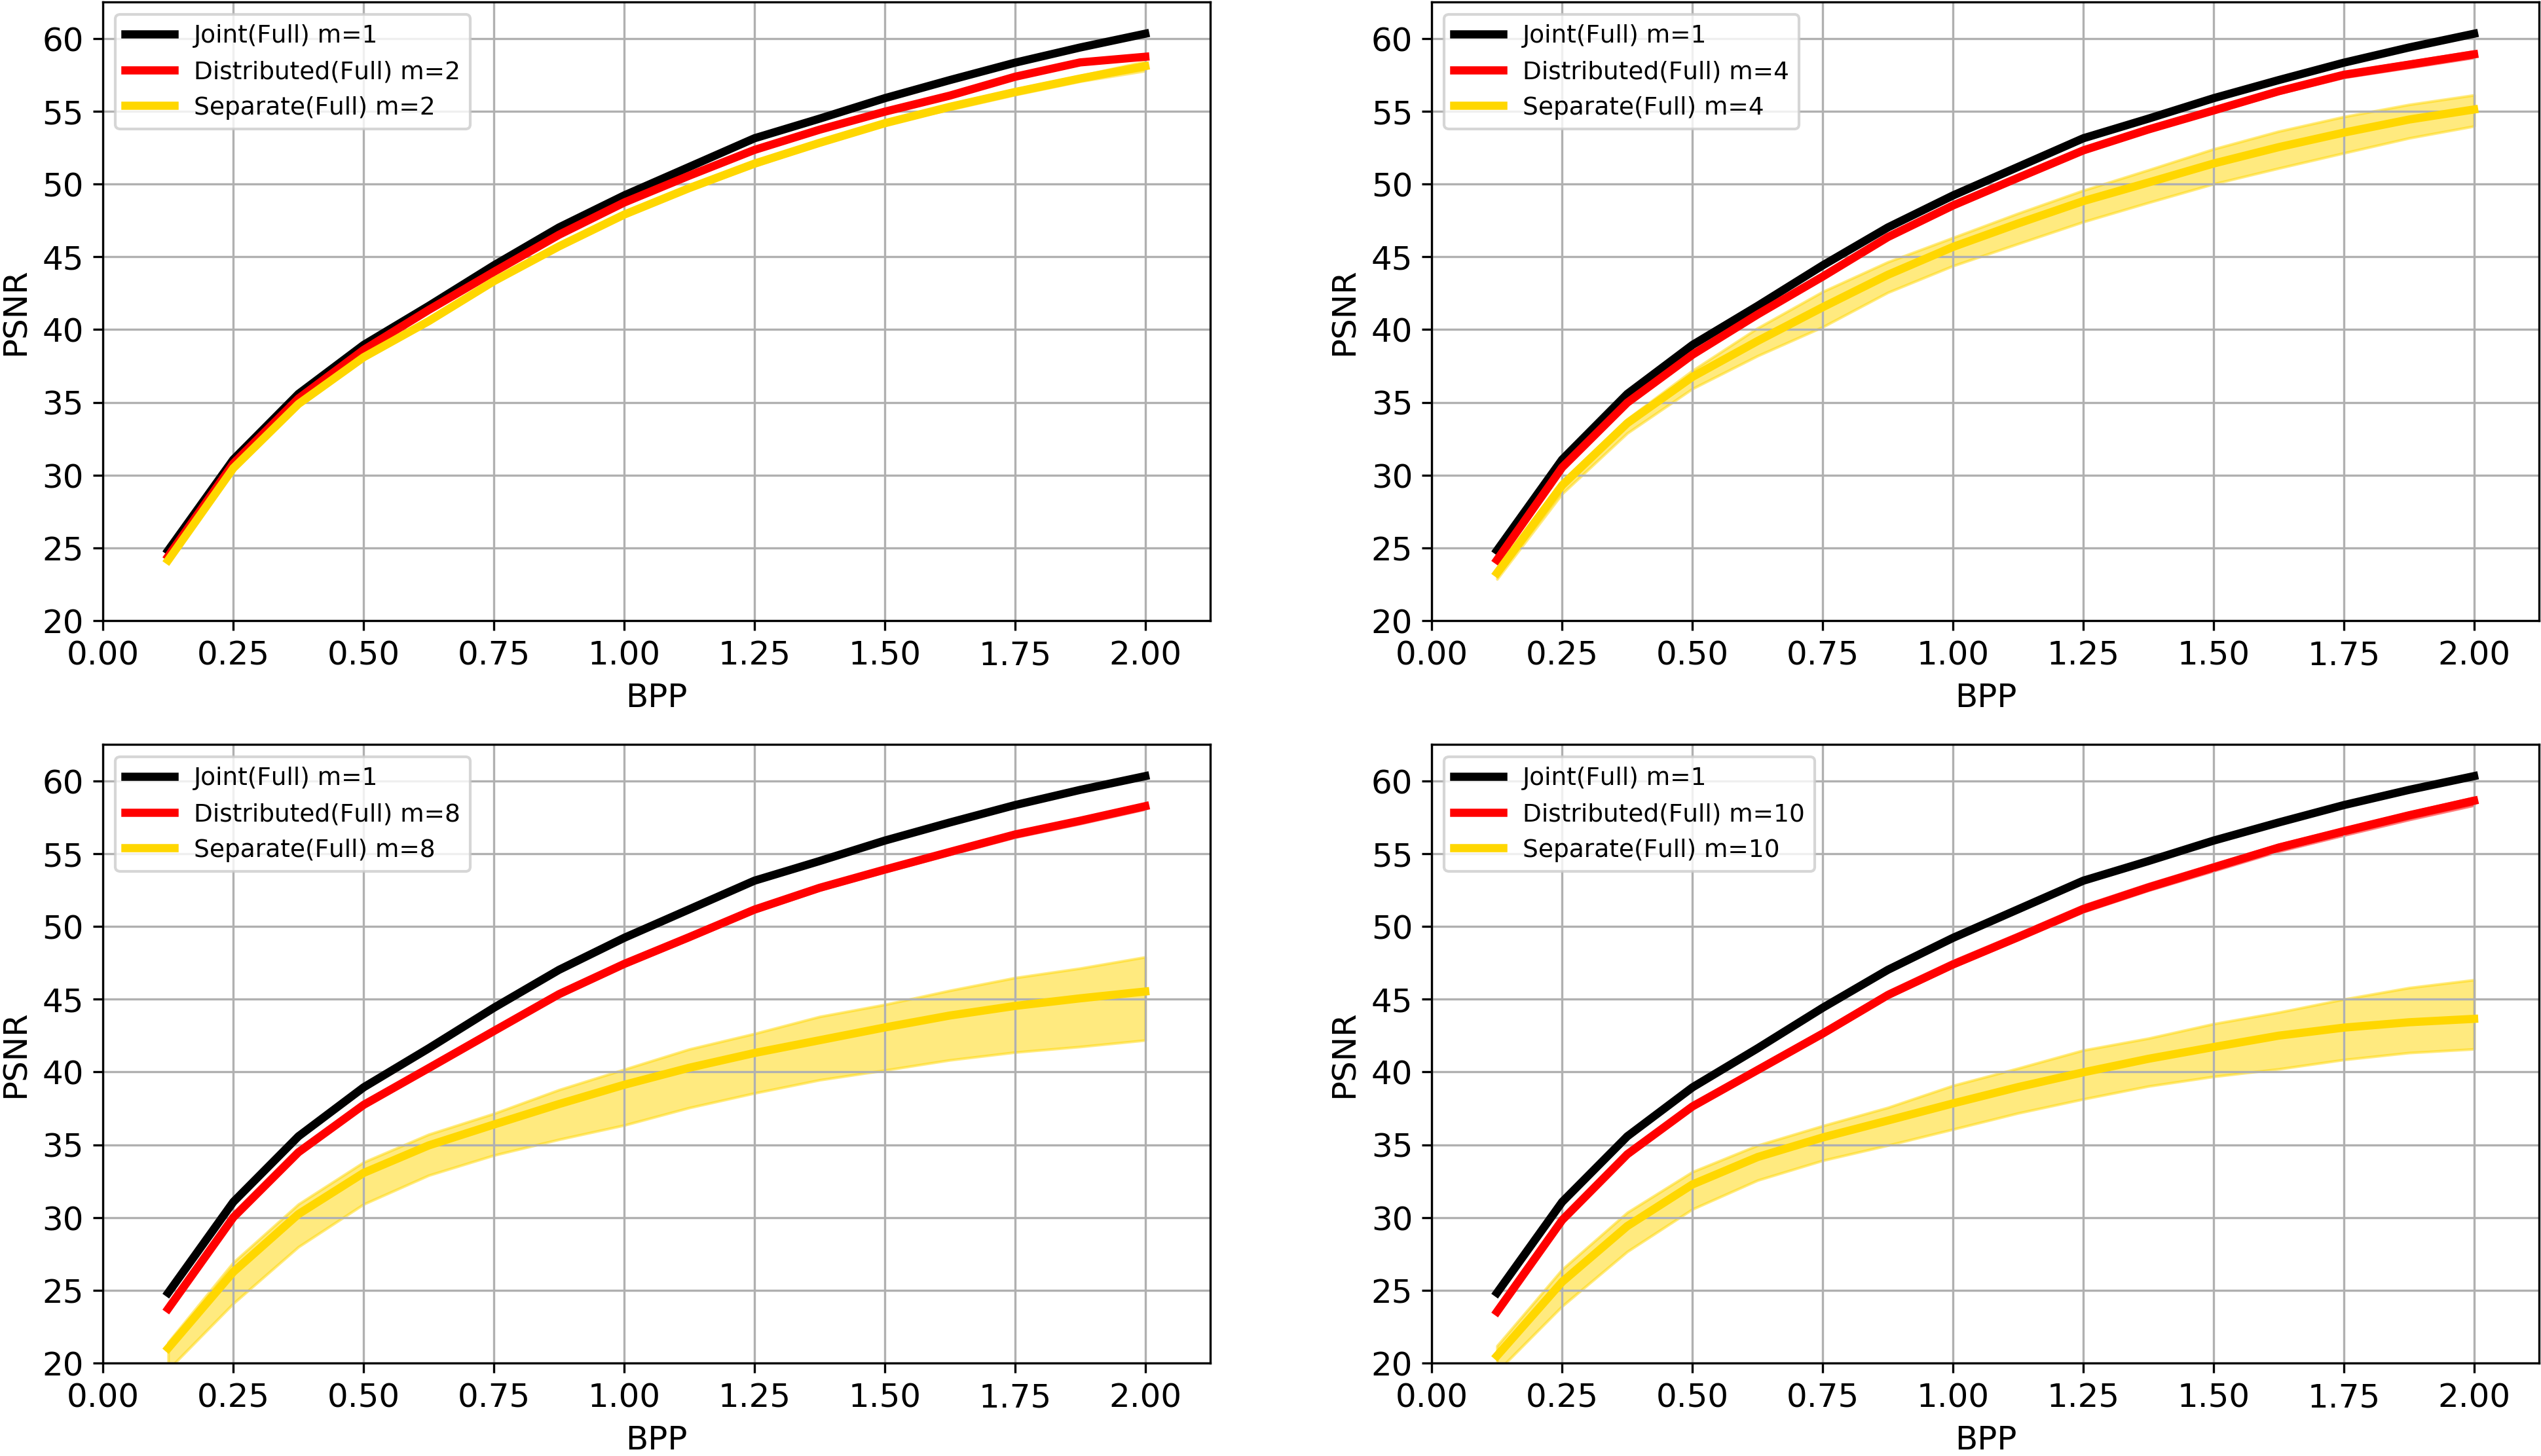 Joint(Full) m=1
Distributed(Full) m=2
Separate(Full) m=2
60
55
50
45
40
35
30
25
20
PSNR
0.00 0.25 0.50 0.75 1.00 1.25 1.50 1.75 2.00
BPP
Joint(Full) m=1
Distributed(Full) m=4
Separate(Full) m=4
60
55
50
45
40
35
30
25
20
PSNR
0.00 0.25 0.50 0.75 1.00 1.25 1.50 1.75 2.00
BPP
Joint(Full) m=1
Distributed(Full) m=8
Separate(Full) m=8
60
55
50
45
40
35
30
25
20
PSNR
0.00 0.25 0.50 0.75 1.00 1.25 1.50 1.75 2.00
BPP
Joint(Full) m=1
Distributed(Full) m=10
Separate(Full) m=10
60
55
50
45
40
35
30
25
20
PSNR
0.00 0.25 0.50 0.75 1.00 1.25 1.50 1.75 2.00
BPP